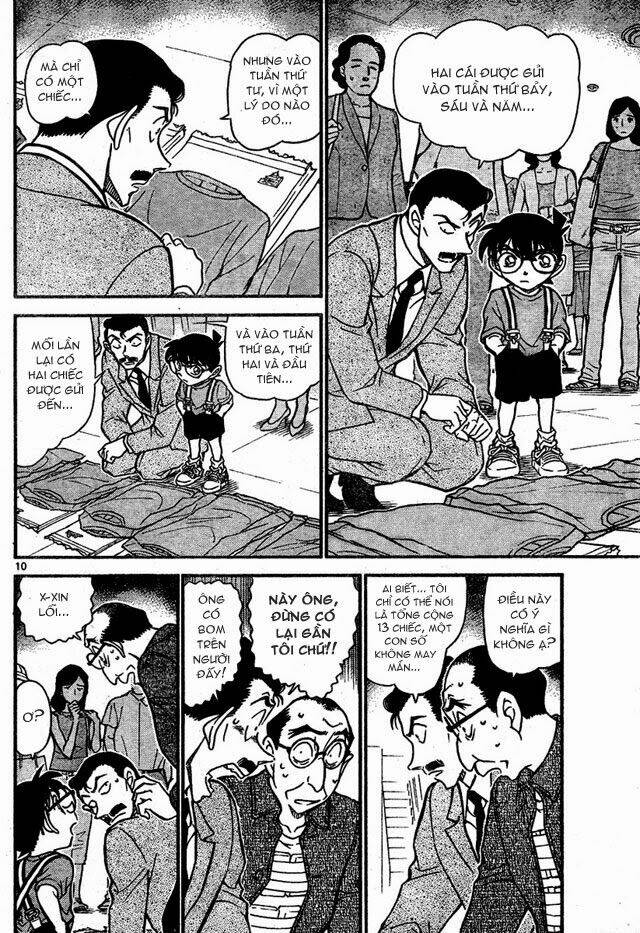 HAI CÁI ĐƯỢC GỬI
VÀO TUẦN THỨ BẢY,
SÁU VÀ NĂM...
NHƯNG VÀO
TUẦN THỨ
TƯ, VÌ MỘT
LÝ DO NÀO
ĐÓ...
MÀ CHỈ
CÓ MỘT
CHIẾC...
VÀ VÀO TUẦN
THỨ BA, THỨ
HAI VÀ ĐẦU
TIÊN...
MỖI LẦN
LẠI CÓ
HAI CHIẾC
ĐƯỢC GỬI
ĐẾN...
10
ĐIỀU NÀY
CÓ Ý
NGHĨA GÌ
KHÔNG Ạ?
AI BIẾT... TÔI
CHỈ CÓ THỂ NÓI
LÀ TỔNG CỘNG
13 CHIẾC, MỘT
CON SỐ
KHÔNG MAY
MẮN...
NÀY ÔNG,
ĐỪNG CÓ
LẠI GẦN
TÔI CHỨ!!
ÔNG
CÓ
BOM
TRÊN
NGƯỜI
ĐẤY!
X-XIN
LỖI...
Ơ?